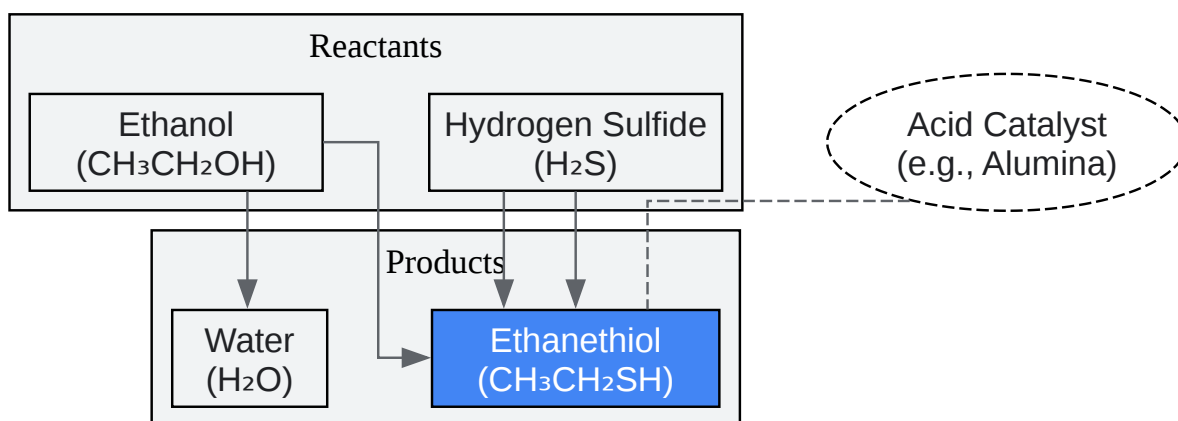 Reactants
Ethanol
(CH₃CH₂OH)
Hydrogen Sulfide
(H₂S)
Acid Catalyst
(e.g., Alumina)
Products
Water
(H₂O)
Ethanethiol
(CH₃CH₂SH)